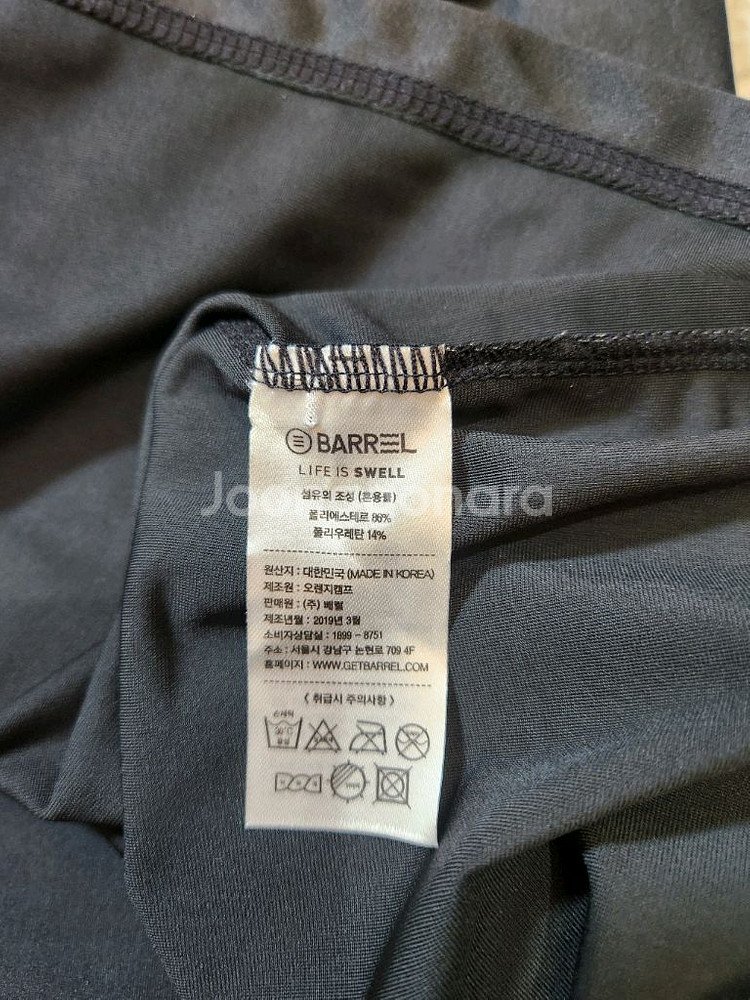 BARREL
LIFE IS SWELL
섬유의 조성 (혼용률)
폴리에스테르 86%
폴리우레탄 14%
원산지 : 대한민국 (MADE IN KOREA)
제조원 : 오렌지캠프
판매원 : (주) 배럴
제조년월 : 2019년 3월
소비자상담실 : 1899 - 8751
주소 : 서울시 강남구 논현로 709 4F
홈페이지 : WWW.GETBARREL.COM
< 취급시 주의사항 >
손세탁
30°C
중성